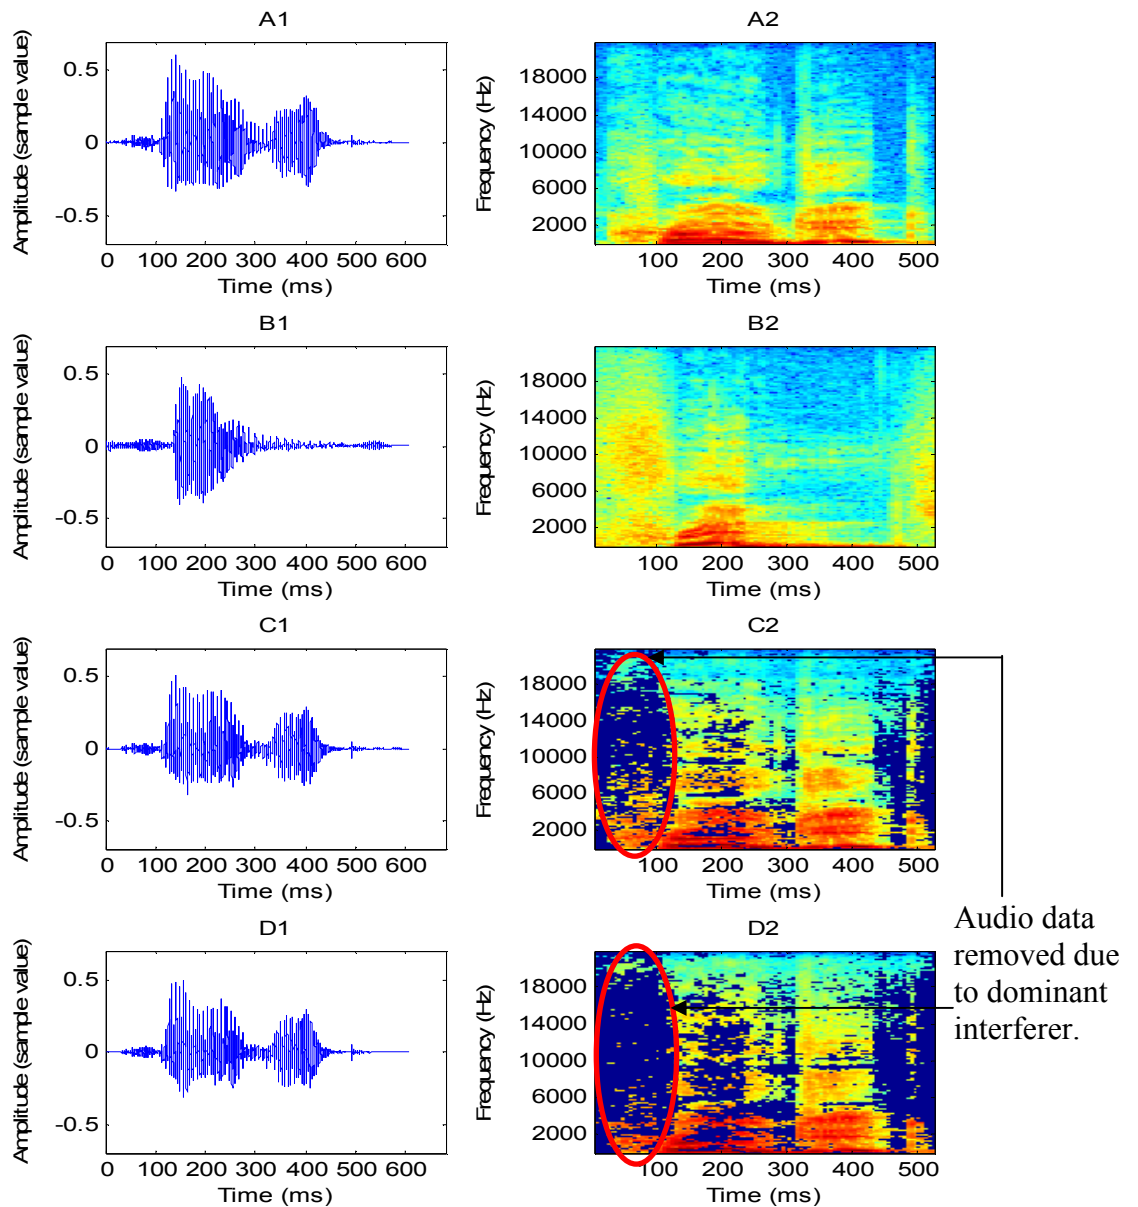 A1
Amplitude (sample value)
0.5
0
-0.5
0 100 200 300 400 500 600
Time (ms)
A2
Frequency (Hz)
18000
14000
10000
6000
2000
100 200 300 400 500
Time (ms)
B1
Amplitude (sample value)
0.5
0
-0.5
0 100 200 300 400 500 600
Time (ms)
B2
Frequency (Hz)
18000
14000
10000
6000
2000
100 200 300 400 500
Time (ms)
C1
Amplitude (sample value)
0.5
0
-0.5
0 100 200 300 400 500 600
Time (ms)
C2
Frequency (Hz)
18000
14000
10000
6000
2000
100 200 300 400 500
Time (ms)
D1
Amplitude (sample value)
0.5
0
-0.5
0 100 200 300 400 500 600
Time (ms)
D2
Frequency (Hz)
18000
14000
10000
6000
2000
100 200 300 400 500
Time (ms)
Audio data
removed due
to dominant
interferer.